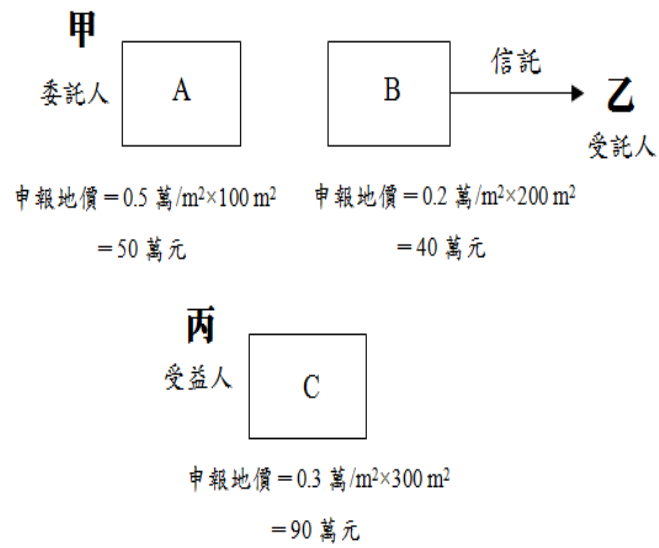 甲
委託人
A
B
信託
乙
受託人
申報地價＝0.5 萬/m²×100 m²
＝50 萬元
申報地價＝0.2 萬/m²×200 m²
＝40 萬元
丙
受益人
C
申報地價＝0.3 萬/m²×300 m²
＝90 萬元